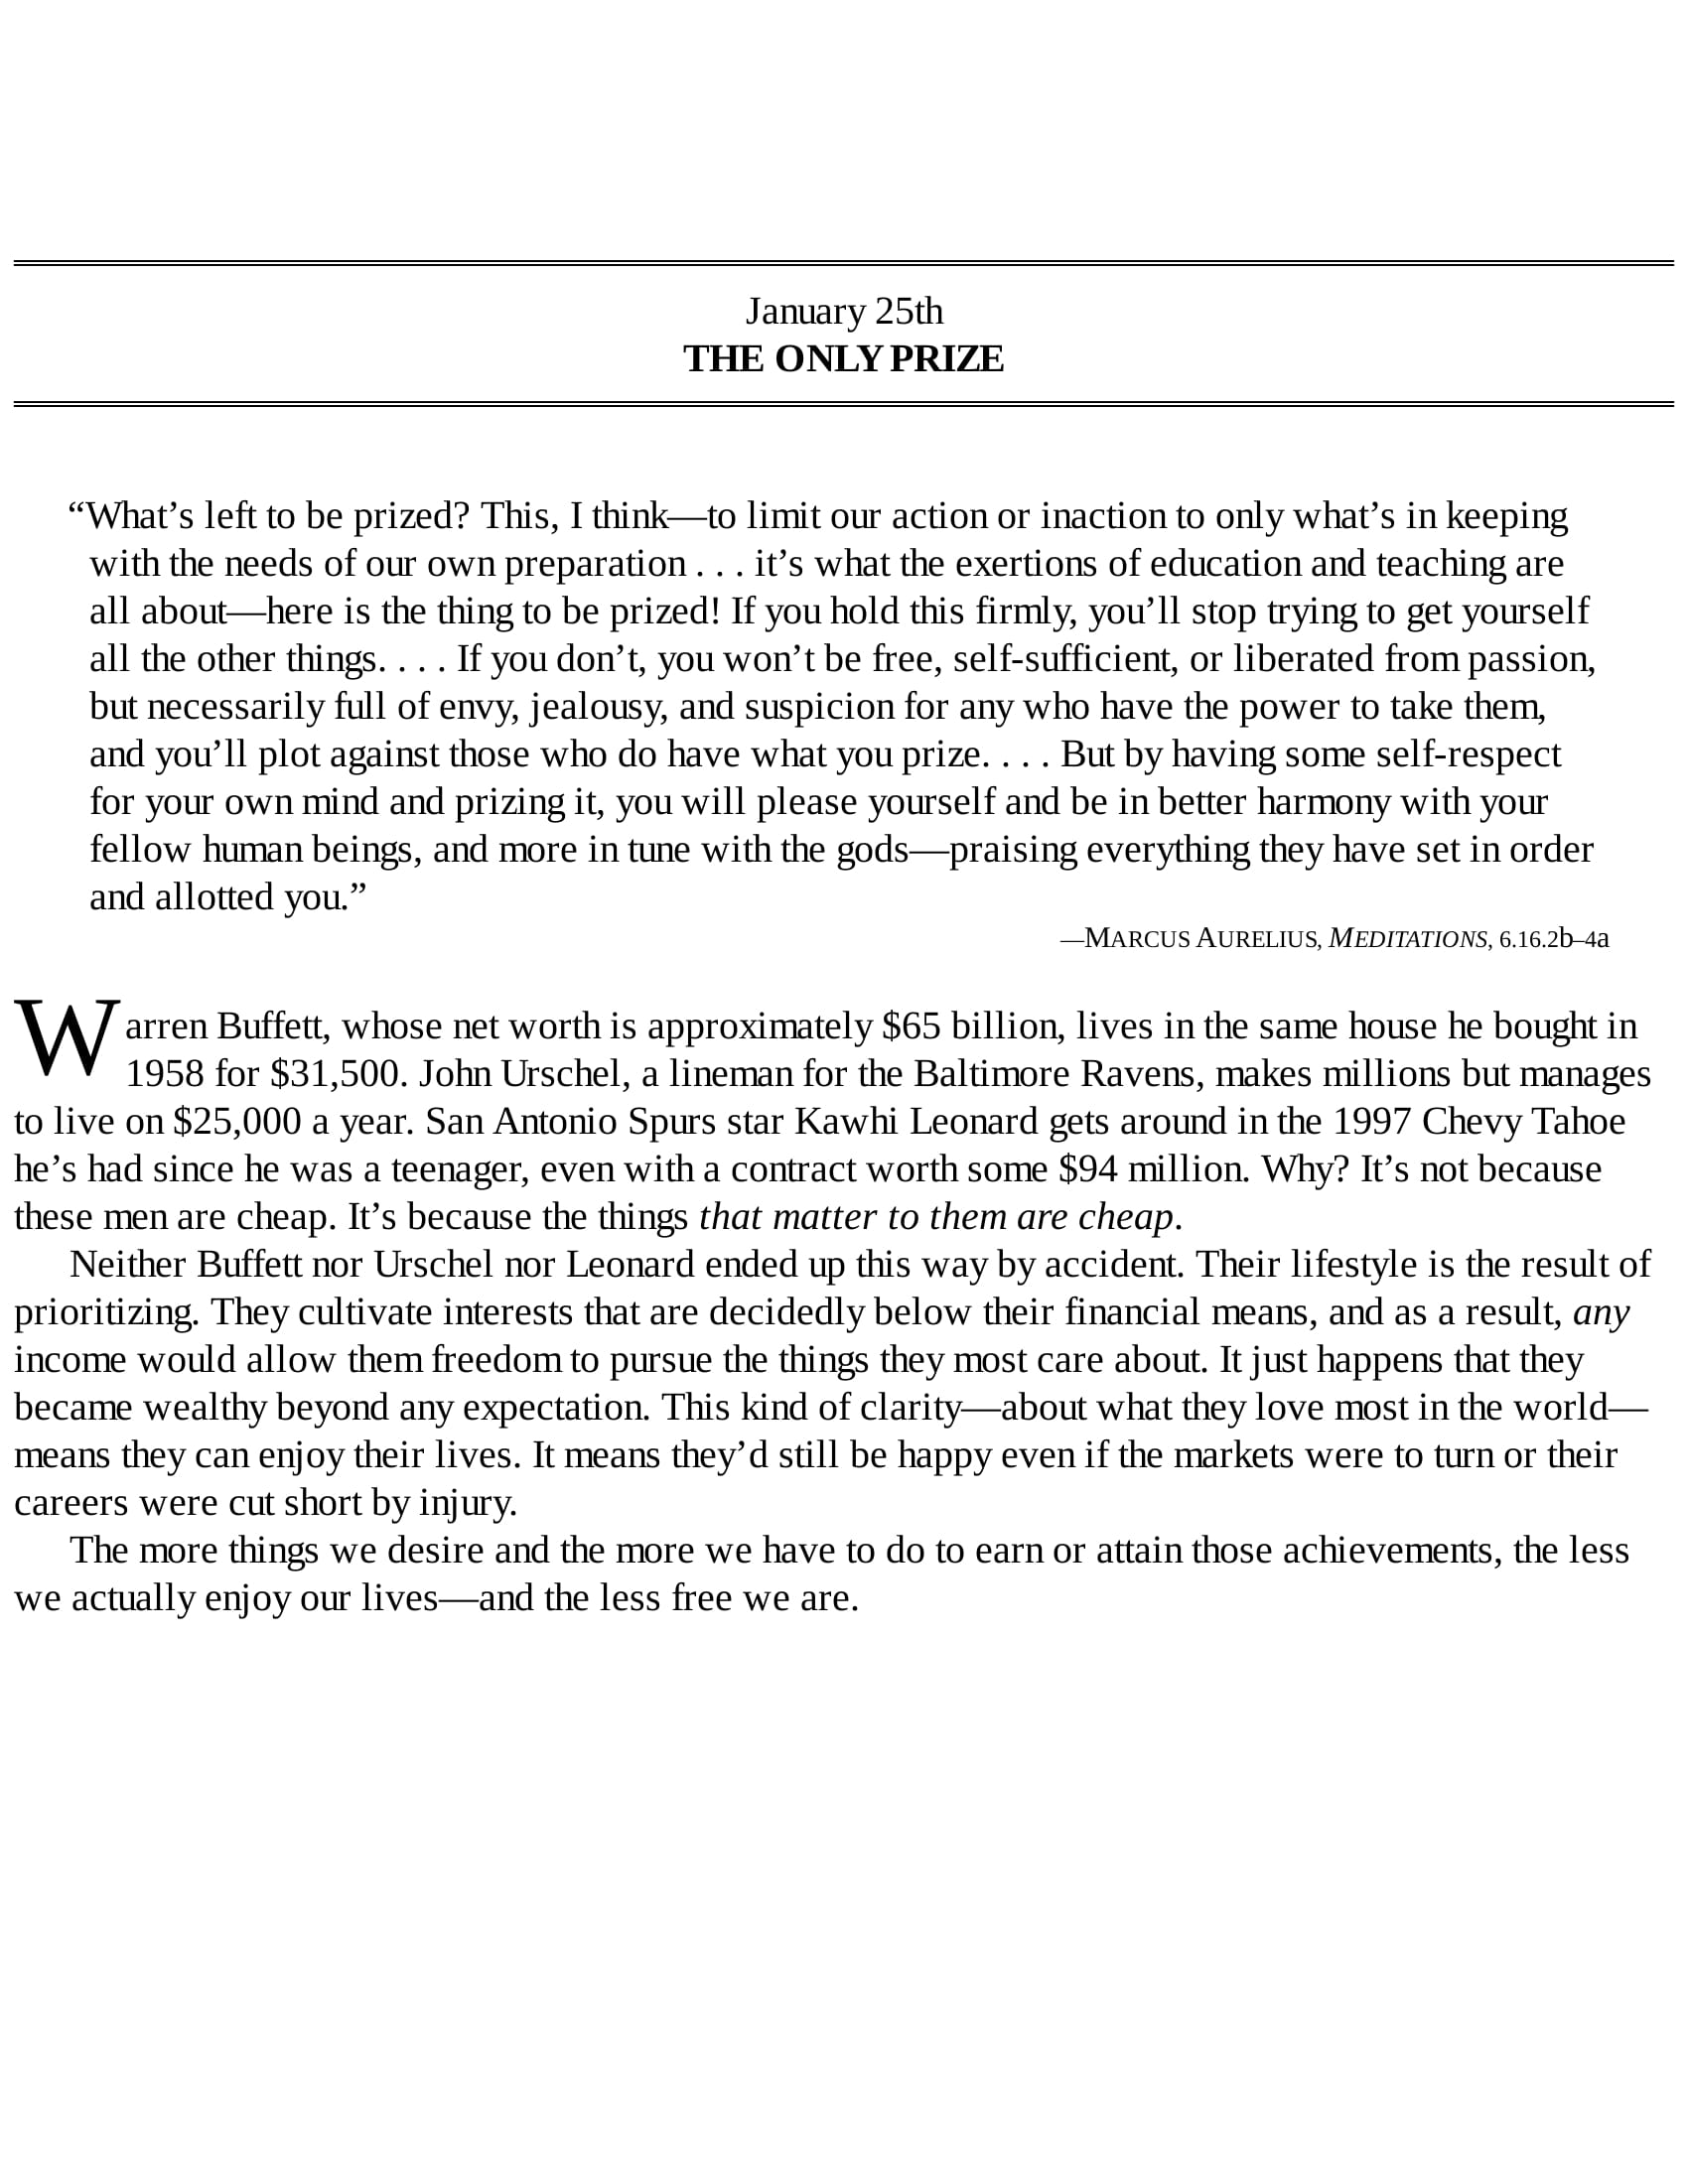 January 25th
THE ONLY PRIZE
“What’s left to be prized? This, I think—to limit our action or inaction to only what’s in keeping
with the needs of our own preparation . . . it’s what the exertions of education and teaching are
all about—here is the thing to be prized! If you hold this firmly, you’ll stop trying to get yourself
all the other things. . . . If you don’t, you won’t be free, self-sufficient, or liberated from passion,
but necessarily full of envy, jealousy, and suspicion for any who have the power to take them,
and you’ll plot against those who do have what you prize. . . . But by having some self-respect
for your own mind and prizing it, you will please yourself and be in better harmony with your
fellow human beings, and more in tune with the gods—praising everything they have set in order
and allotted you.”
—MARCUS AURELIUS, MEDITATIONS, 6.16.2b–4a
Warren Buffett, whose net worth is approximately $65 billion, lives in the same house he bought in
1958 for $31,500. John Urschel, a lineman for the Baltimore Ravens, makes millions but manages
to live on $25,000 a year. San Antonio Spurs star Kawhi Leonard gets around in the 1997 Chevy Tahoe
he’s had since he was a teenager, even with a contract worth some $94 million. Why? It’s not because
these men are cheap. It’s because the things that matter to them are cheap.
Neither Buffett nor Urschel nor Leonard ended up this way by accident. Their lifestyle is the result of
prioritizing. They cultivate interests that are decidedly below their financial means, and as a result, any
income would allow them freedom to pursue the things they most care about. It just happens that they
became wealthy beyond any expectation. This kind of clarity—about what they love most in the world—
means they can enjoy their lives. It means they’d still be happy even if the markets were to turn or their
careers were cut short by injury.
The more things we desire and the more we have to do to earn or attain those achievements, the less
we actually enjoy our lives—and the less free we are.